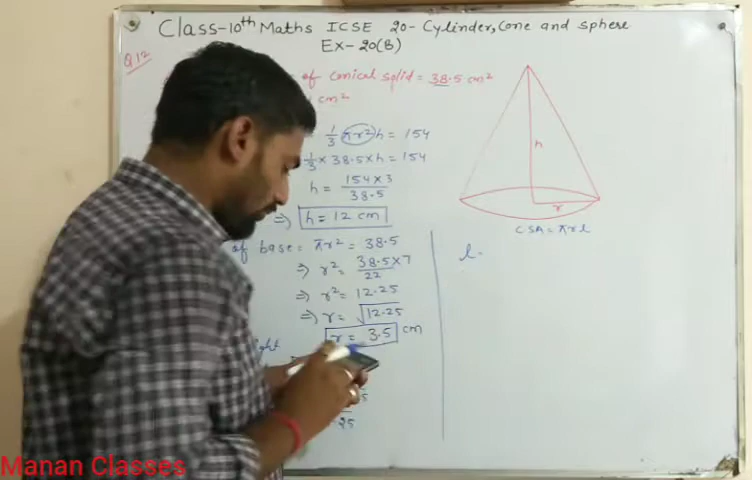 Class-10th Maths ICSE 20- Cylinder, Cone and sphere
Ex- 20(B)
Q12
of conical solid = 38.5 cm²
cm²
1/3 πr²h = 154
1/3 × 38.5 × h = 154
h = 154×3/38.5
⇒ h = 12 cm
of base = πr² = 38.5
⇒ r² = 38.5×7/22
⇒ r² = 12.25
⇒ r = √12.25
r = 3.5 cm
h
r
CSA = πrl
l =
Manan Classes